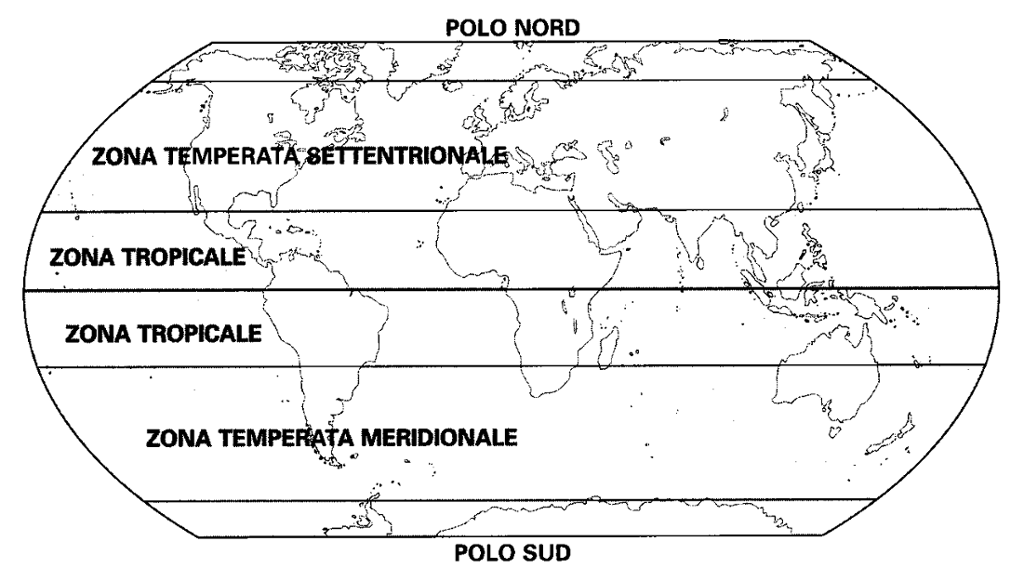 POLO NORD
ZONA TEMPERATA SETTENTRIONALE
ZONA TROPICALE
ZONA TROPICALE
ZONA TEMPERATA MERIDIONALE
POLO SUD